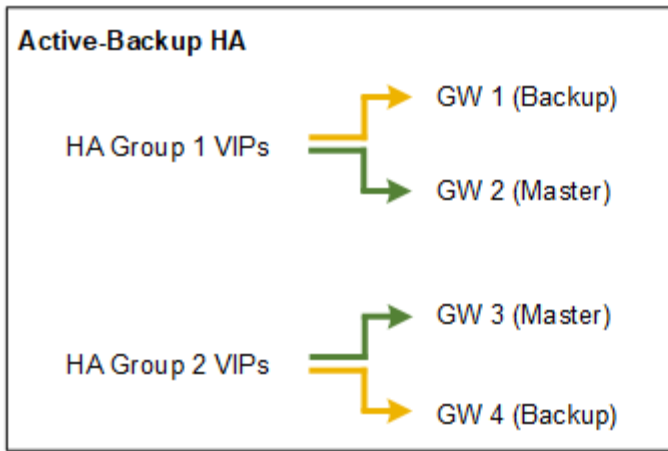 Active-Backup HA
GW 1 (Backup)
HA Group 1 VIPs
GW 2 (Master)
GW 3 (Master)
HA Group 2 VIPs
GW 4 (Backup)